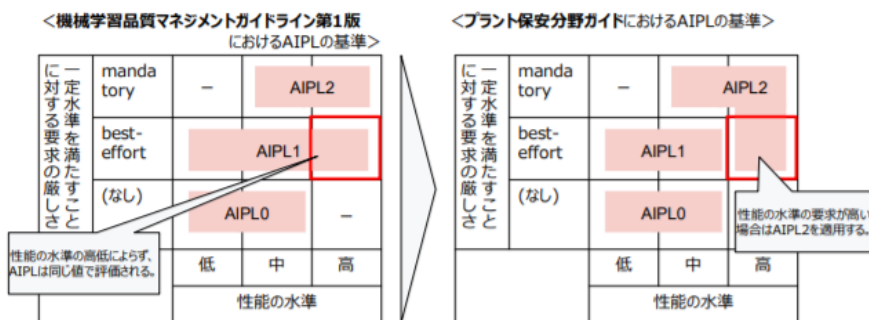 ＜機械学習品質マネジメントガイドライン第1版
におけるAIPLの基準＞
一定水準を満たすこと
に対する要求の厳しさ
manda
tory
－
AIPL2
best-
effort
AIPL1
(なし)
AIPL0
－
性能の水準の高低によらず、
AIPLは同じ値で評価される。
低
中
高
性能の水準
＜プラント保安分野ガイドにおけるAIPLの基準＞
一定水準を満たすこと
に対する要求の厳しさ
manda
tory
－
AIPL2
best-
effort
AIPL1
(なし)
AIPL0
性能の水準の要求が高い
場合はAIPL2を適用する。
低
中
高
性能の水準